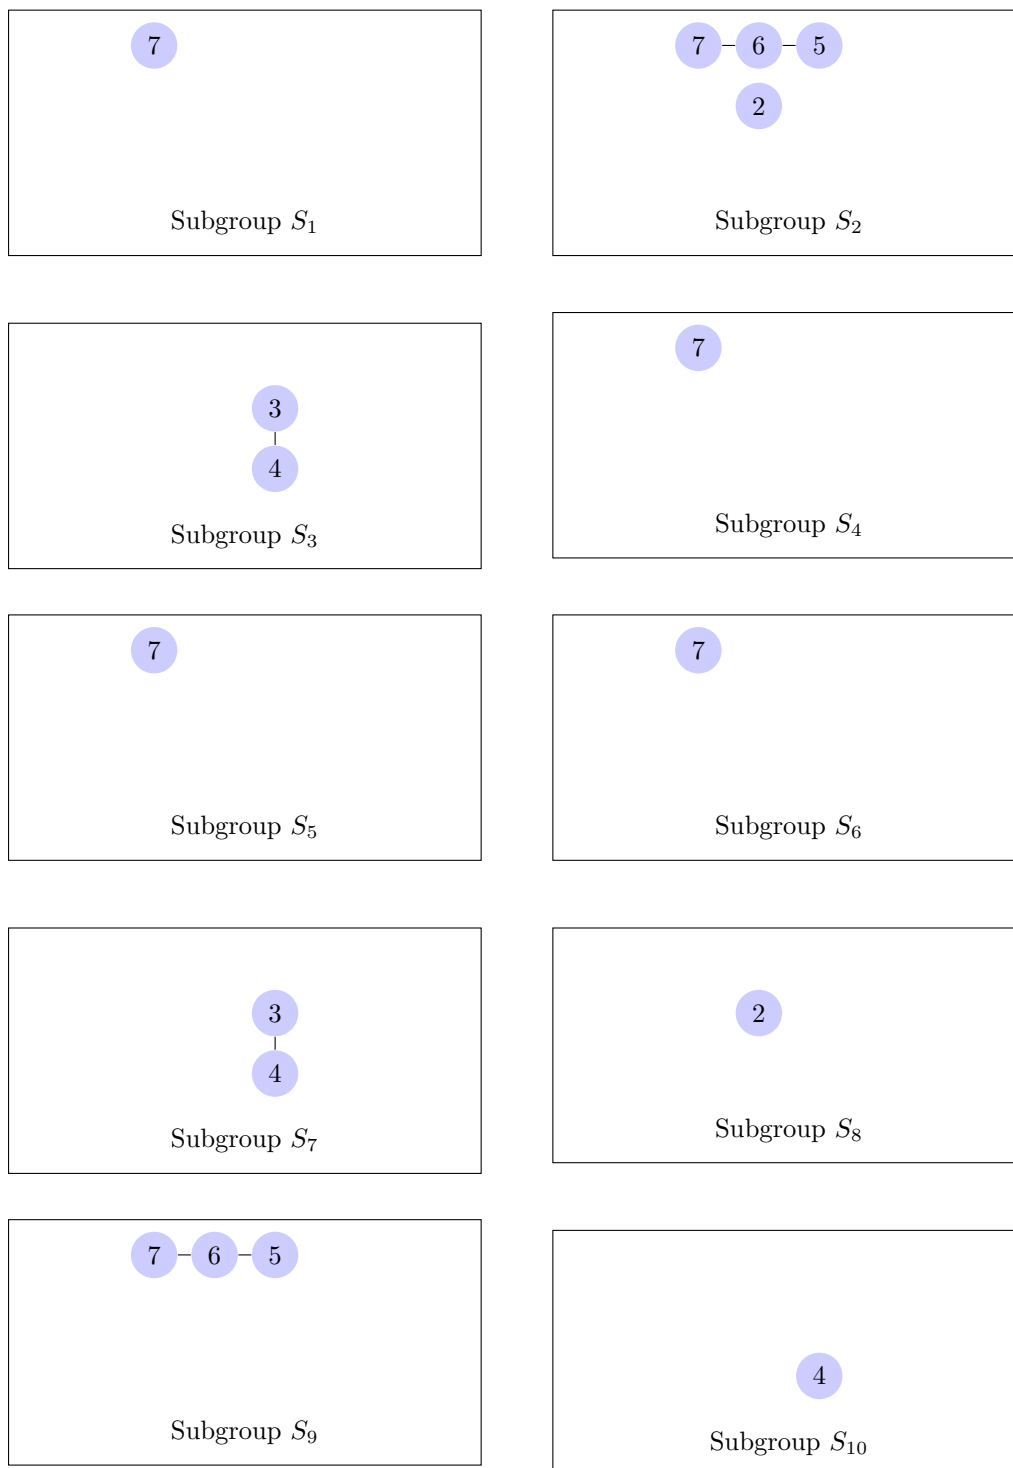 7
Subgroup S₁
7 6 5
2
Subgroup S₂
3
4
Subgroup S₃
7
Subgroup S₄
7
Subgroup S₅
7
Subgroup S₆
3
4
Subgroup S₇
2
Subgroup S₈
7 6 5
Subgroup S₉
4
Subgroup S₁₀